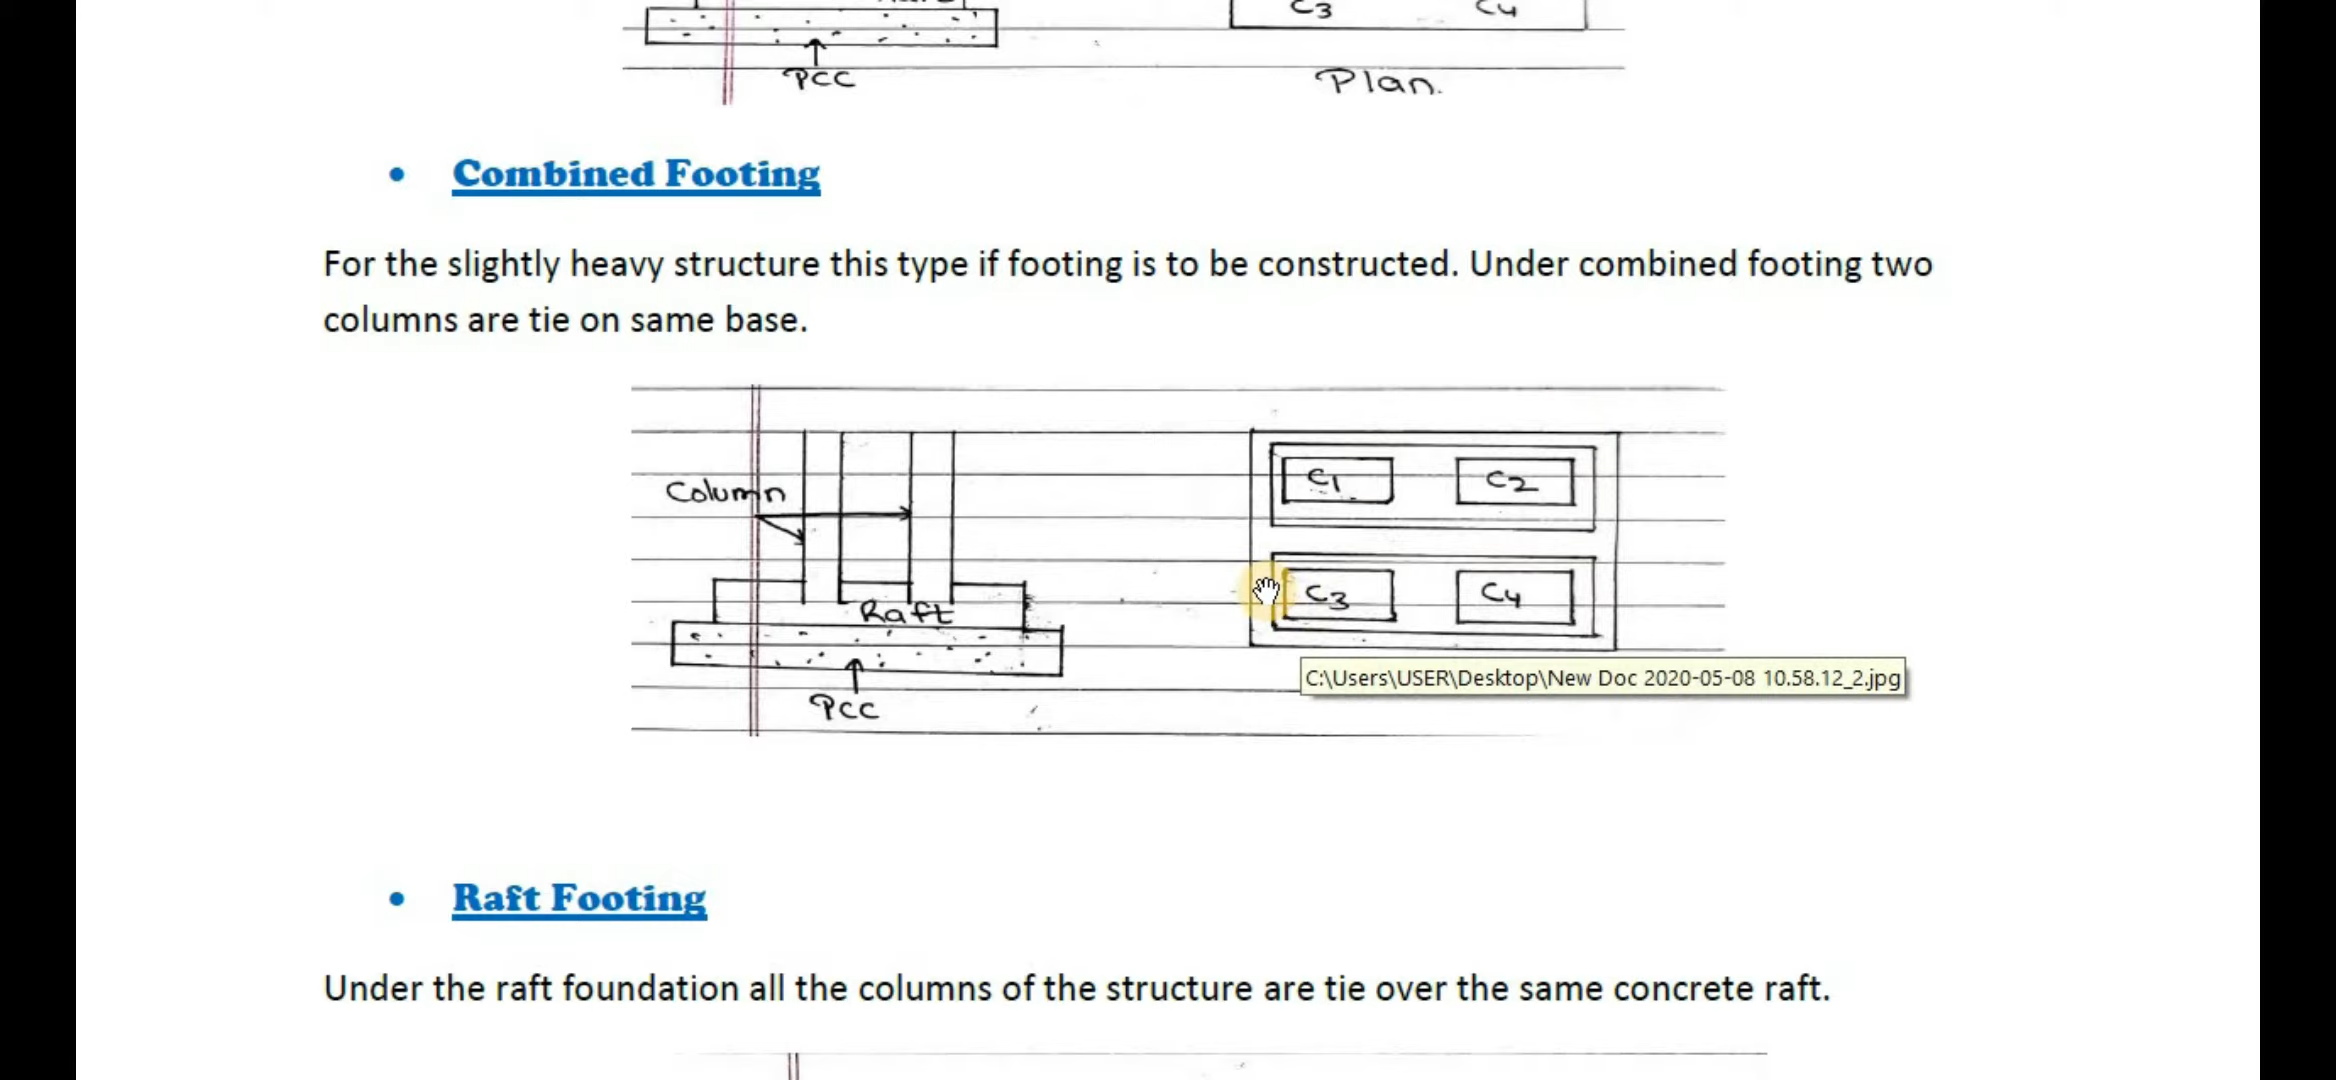 C3 C4
PCC
Plan.
• Combined Footing
For the slightly heavy structure this type if footing is to be constructed. Under combined footing two
columns are tie on same base.
Column
C1 C2
C3 C4
Raft
PCC
C:\Users\USER\Desktop\New Doc 2020-05-08 10.58.12_2.jpg
• Raft Footing
Under the raft foundation all the columns of the structure are tie over the same concrete raft.